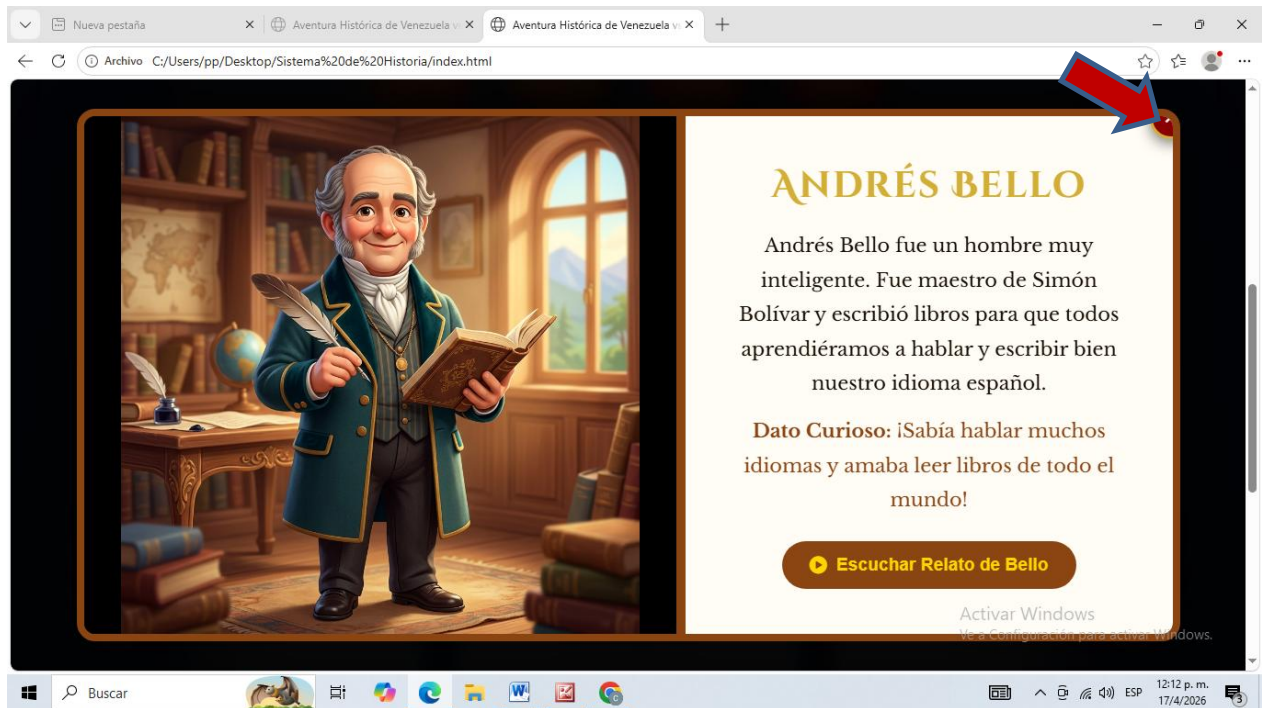 Nueva pestaña
Aventura Histórica de Venezuela
Aventura Histórica de Venezuela
Archivo C:/Users/pp/Desktop/Sistema%20de%20Historia/index.html
ANDRÉS BELLO
Andrés Bello fue un hombre muy
inteligente. Fue maestro de Simón
Bolívar y escribió libros para que todos
aprendiéramos a hablar y escribir bien
nuestro idioma español.
Dato Curioso: ¡Sabía hablar muchos
idiomas y amaba leer libros de todo el
mundo!
Escuchar Relato de Bello
Activar Windows
Ve a Configuración para activar Windows.
Buscar
ESP
12:12 p. m.
17/4/2026
3